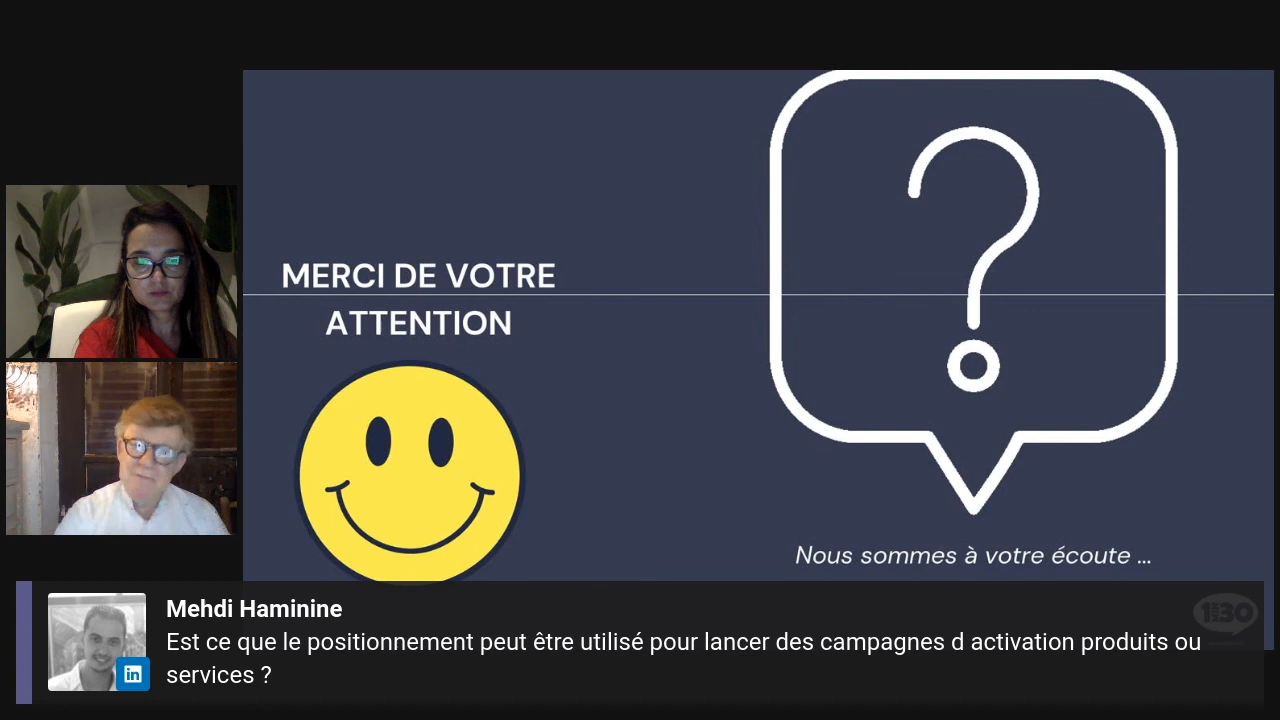 MERCI DE VOTRE
ATTENTION
Nous sommes à votre écoute ...
Mehdi Haminine
Est ce que le positionnement peut être utilisé pour lancer des campagnes d activation produits ou
services ?
in